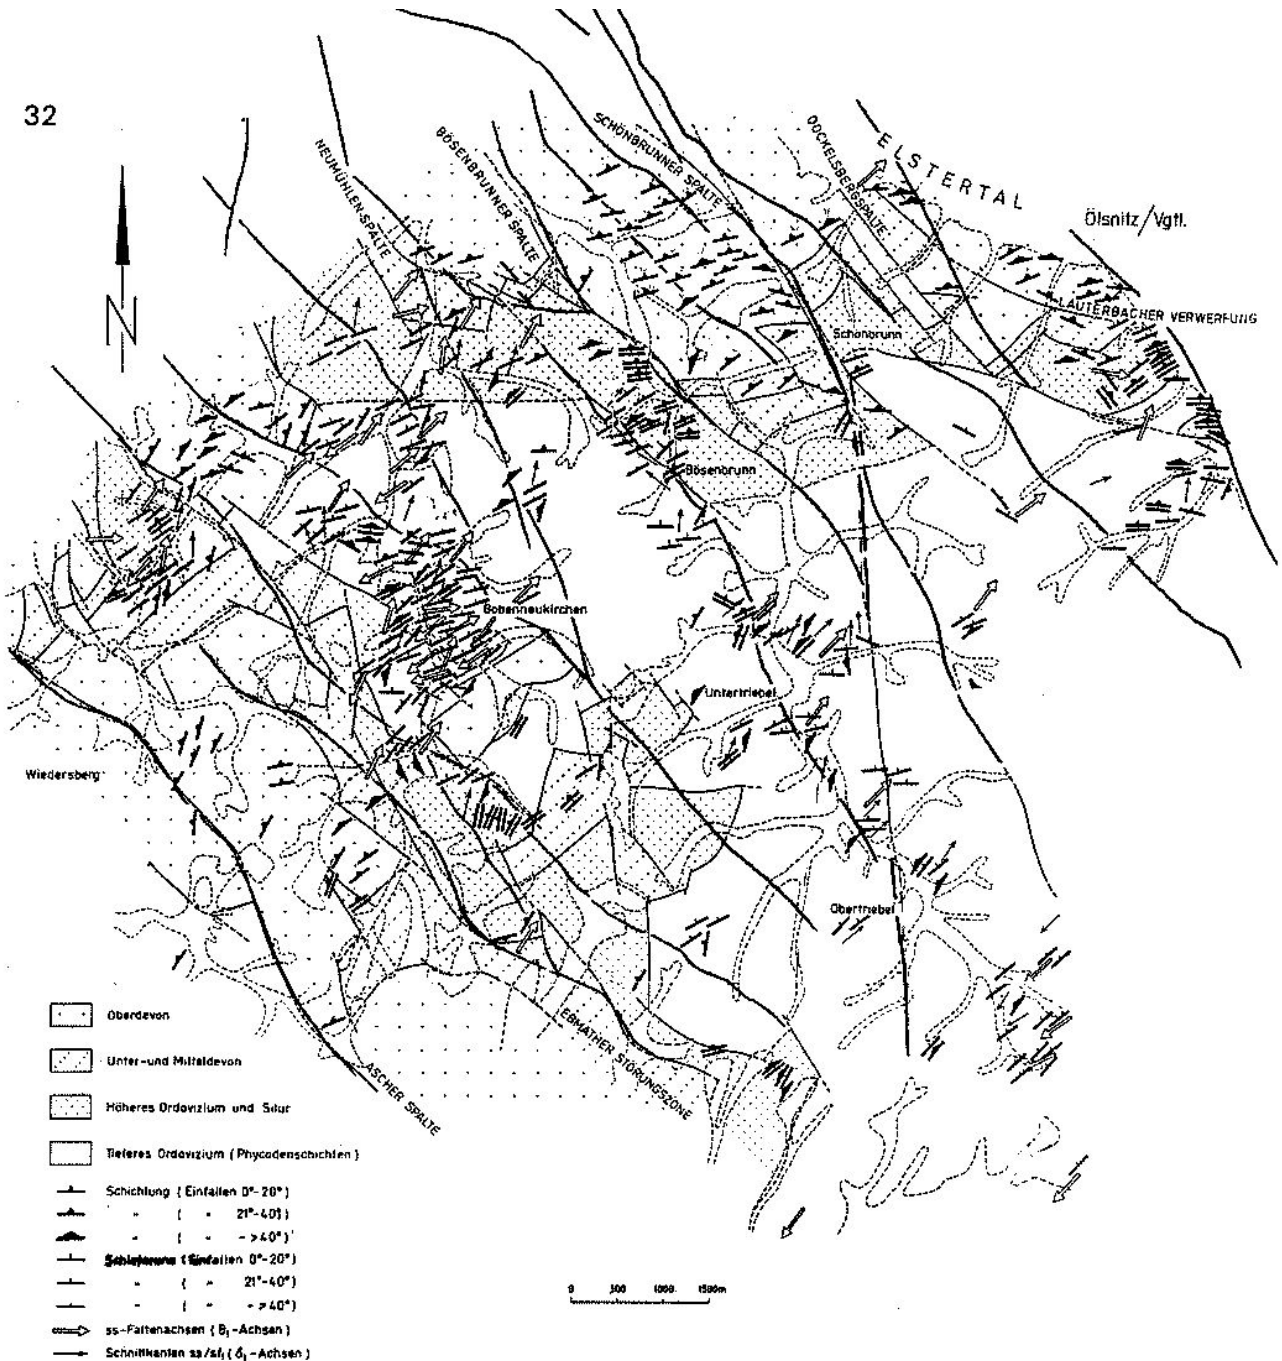 32
N
NEUMÜHLEN-SPALTE
BÖSENBRUNNER SPALTE
SCHÖNBRUNNER SPALTE
DOCKELSBERGSPALTE
ELSTERTAL
Ölsnitz/Vgtl.
LAUTERBACHER VERWERFUNG
Schönbrunn
Bösenbrunn
Bobenneukirchen
Untertriebel
Wiedersberg
Obertriebel
EBMATHER STÖRUNGSZONE
ASCHER SPALTE
Oberdevon
Unter-und Mitteldevon
Höheres Ordovizium und Silur
Tieferes Ordovizium (Phycodenschichten)
Schichtung (Einfallen 0°-20°)
" ( " 21°-40°)
" ( " ->40°)
Schieferung (Einfallen 0°-20°)
" ( " 21°-40°)
" ( " ->40°)
ss-Faltenachsen (B₁-Achsen)
Schnittkanten ss/sf₁ (δ₁-Achsen)
0 500 1000 1500m